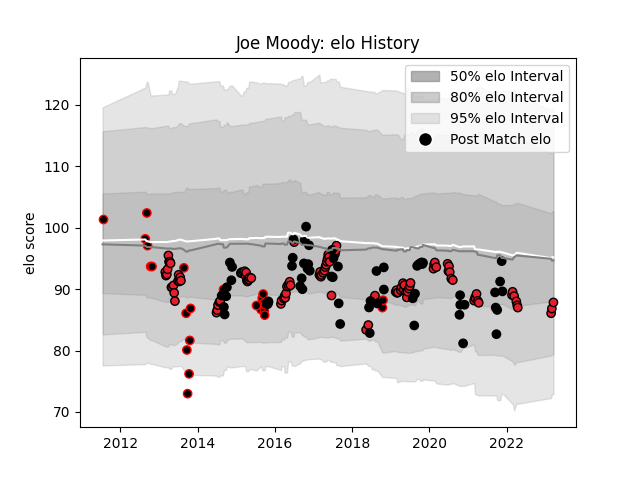 Joe Moody: elo History
50% elo Interval
80% elo Interval
95% elo Interval
Post Match elo
elo score
120
110
100
90
80
70
2012 2014 2016 2018 2020 2022